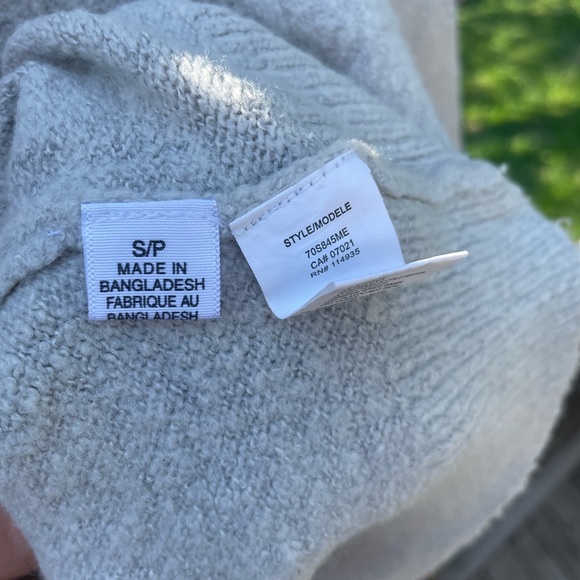 S/P
MADE IN
BANGLADESH
FABRIQUE AU
BANGLADESH
STYLE/MODELE
70S845ME
CA# 07021
RN# 114935